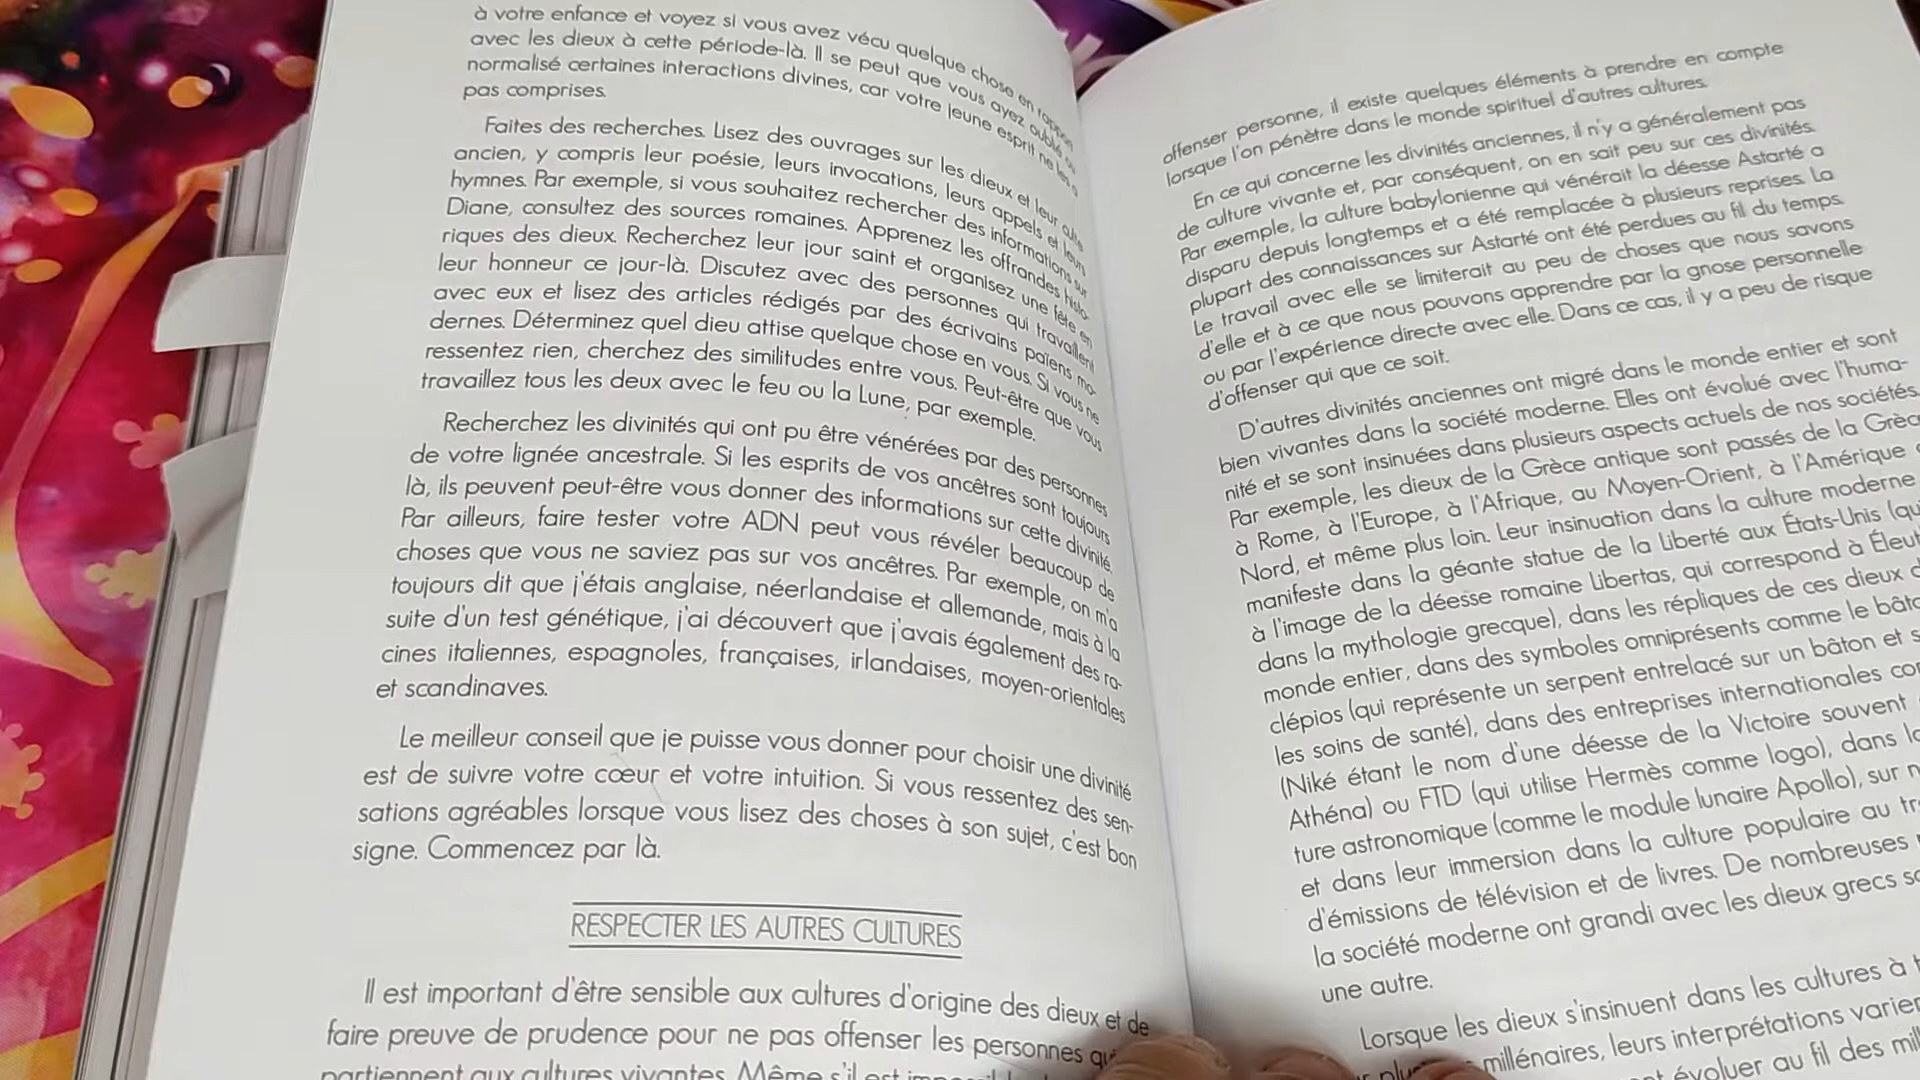 à votre enfance et voyez si vous avez vécu quelque chose en rapport
avec les dieux à cette période-là. Il se peut que vous ayez oublié ou
normalisé certaines interactions divines, car votre jeune esprit ne les a
pas comprises.
Faites des recherches. Lisez des ouvrages sur les dieux et leur culte
ancien, y compris leur poésie, leurs invocations, leurs appels et leurs
hymnes. Par exemple, si vous souhaitez rechercher des informations sur
Diane, consultez des sources romaines. Apprenez les offrandes histo-
riques des dieux. Recherchez leur jour saint et organisez une fête en
leur honneur ce jour-là. Discutez avec des personnes qui travaillent
avec eux et lisez des articles rédigés par des écrivains païens mo-
dernes. Déterminez quel dieu attise quelque chose en vous. Si vous ne
ressentez rien, cherchez des similitudes entre vous. Peut-être que vous
travaillez tous les deux avec le feu ou la Lune, par exemple.
Recherchez les divinités qui ont pu être vénérées par des personnes
de votre lignée ancestrale. Si les esprits de vos ancêtres sont toujours
là, ils peuvent peut-être vous donner des informations sur cette divinité.
Par ailleurs, faire tester votre ADN peut vous révéler beaucoup de
choses que vous ne saviez pas sur vos ancêtres. Par exemple, on m'a
toujours dit que j'étais anglaise, néerlandaise et allemande, mais à la
suite d'un test génétique, j'ai découvert que j'avais également des ra-
cines italiennes, espagnoles, françaises, irlandaises, moyen-orientales
et scandinaves.
Le meilleur conseil que je puisse vous donner pour choisir une divinité
est de suivre votre cœur et votre intuition. Si vous ressentez des sen-
sations agréables lorsque vous lisez des choses à son sujet, c'est bon
signe. Commencez par là.
RESPECTER LES AUTRES CULTURES
Il est important d'être sensible aux cultures d'origine des dieux et de
faire preuve de prudence pour ne pas offenser les personnes
partiennent aux cultures vivantes. Même s'il est
offenser personne, il existe quelques éléments à prendre en compte
lorsque l'on pénètre dans le monde spirituel d'autres cultures.
En ce qui concerne les divinités anciennes, il n'y a généralement pas
de culture vivante et, par conséquent, on en sait peu sur ces divinités.
Par exemple, la culture babylonienne qui vénérait la déesse Astarté a
disparu depuis longtemps et a été remplacée à plusieurs reprises. La
plupart des connaissances sur Astarté ont été perdues au fil du temps.
Le travail avec elle se limiterait au peu de choses que nous savons
d'elle et à ce que nous pouvons apprendre par la gnose personnelle
ou par l'expérience directe avec elle. Dans ce cas, il y a peu de risque
d'offenser qui que ce soit.
D'autres divinités anciennes ont migré dans le monde entier et sont
bien vivantes dans la société moderne. Elles ont évolué avec l'huma-
nité et se sont insinuées dans plusieurs aspects actuels de nos sociétés.
Par exemple, les dieux de la Grèce antique sont passés de la Grèce
à Rome, à l'Europe, à l'Afrique, au Moyen-Orient, à l'Amérique
Nord, et même plus loin. Leur insinuation dans la culture moderne
manifeste dans la géante statue de la Liberté aux États-Unis (qui
à l'image de la déesse romaine Libertas, qui correspond à
dans la mythologie grecque), dans les répliques de ces dieux
monde entier, dans des symboles omniprésents comme le
clépios (qui représente un serpent entrelacé sur un bâton et
les soins de santé), dans des entreprises internationales
(Niké étant le nom d'une déesse de la Victoire souvent
Athéna) ou FTD (qui utilise Hermès comme logo), dans
ture astronomique (comme le module lunaire Apollo), sur
et dans leur immersion dans la culture populaire au
d'émissions de télévision et de livres. De nombreuses
la société moderne ont grandi avec les dieux grecs
une autre.
Lorsque les dieux s'insinuent dans les cultures à
millénaires, leurs interprétations
évoluer au fil des